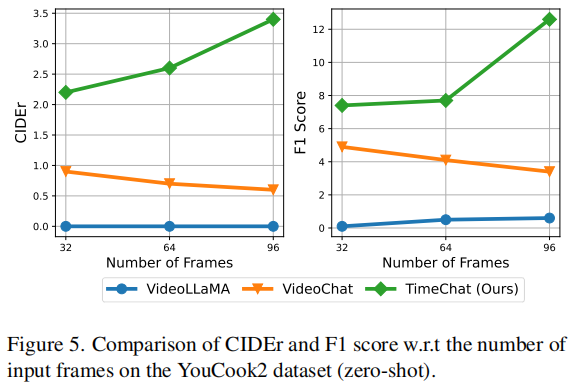 3.5
3.0
2.5
2.0
1.5
1.0
0.5
0.0
CIDEr
32 64 96
Number of Frames
12
10
8
6
4
2
0
F1 Score
32 64 96
Number of Frames
VideoLLaMA VideoChat TimeChat (Ours)
Figure 5. Comparison of CIDEr and F1 score w.r.t the number of
input frames on the YouCook2 dataset (zero-shot).